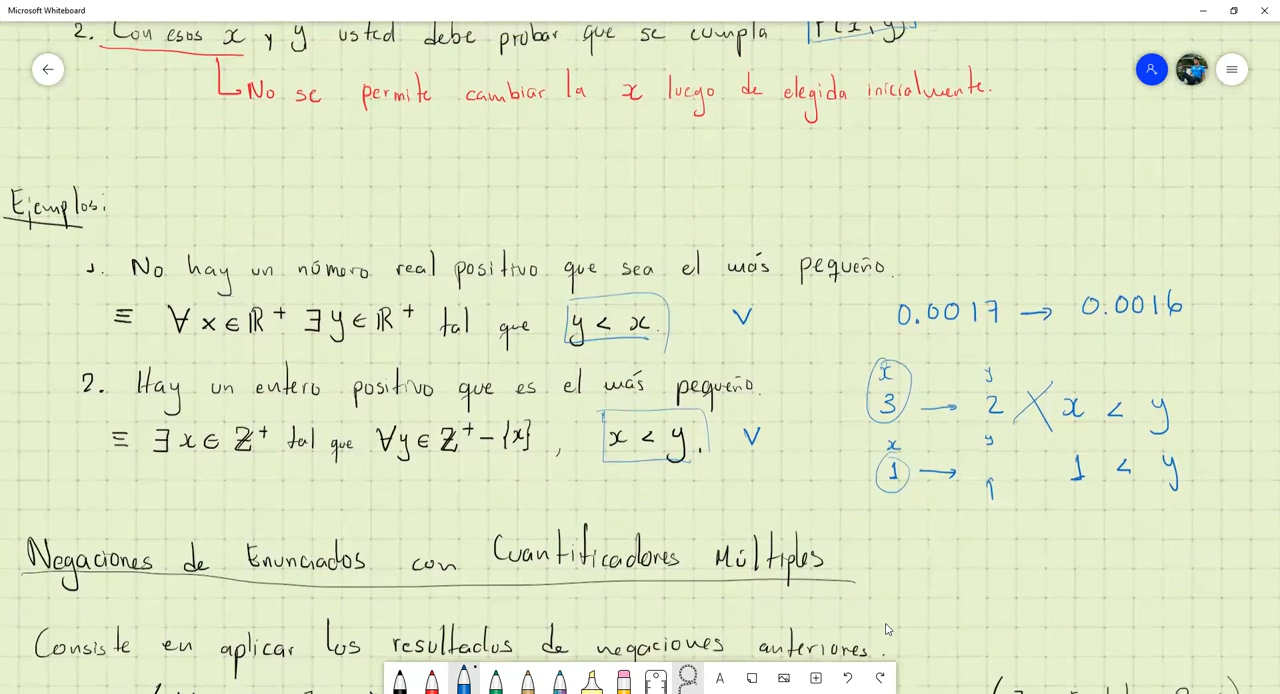 Microsoft Whiteboard
2. Con esos x y y usted debe probar que se cumpla P(x,y)
No se permite cambiar la x luego de elegida inicialmente.
Ejemplos:
1. No hay un número real positivo que sea el más pequeño.
≡ ∀x∈ℝ⁺ ∃y∈ℝ⁺ tal que y < x. V
0.0017 → 0.0016
2. Hay un entero positivo que es el más pequeño.
≡ ∃x∈ℤ⁺ tal que ∀y∈ℤ⁺-{x}, x < y. V
x y
3 → 2 x < y
x y
1 → 1 < y
Negaciones de Enunciados con Cuantificadores Múltiples
Consiste en aplicar los resultados de negaciones anteriores.